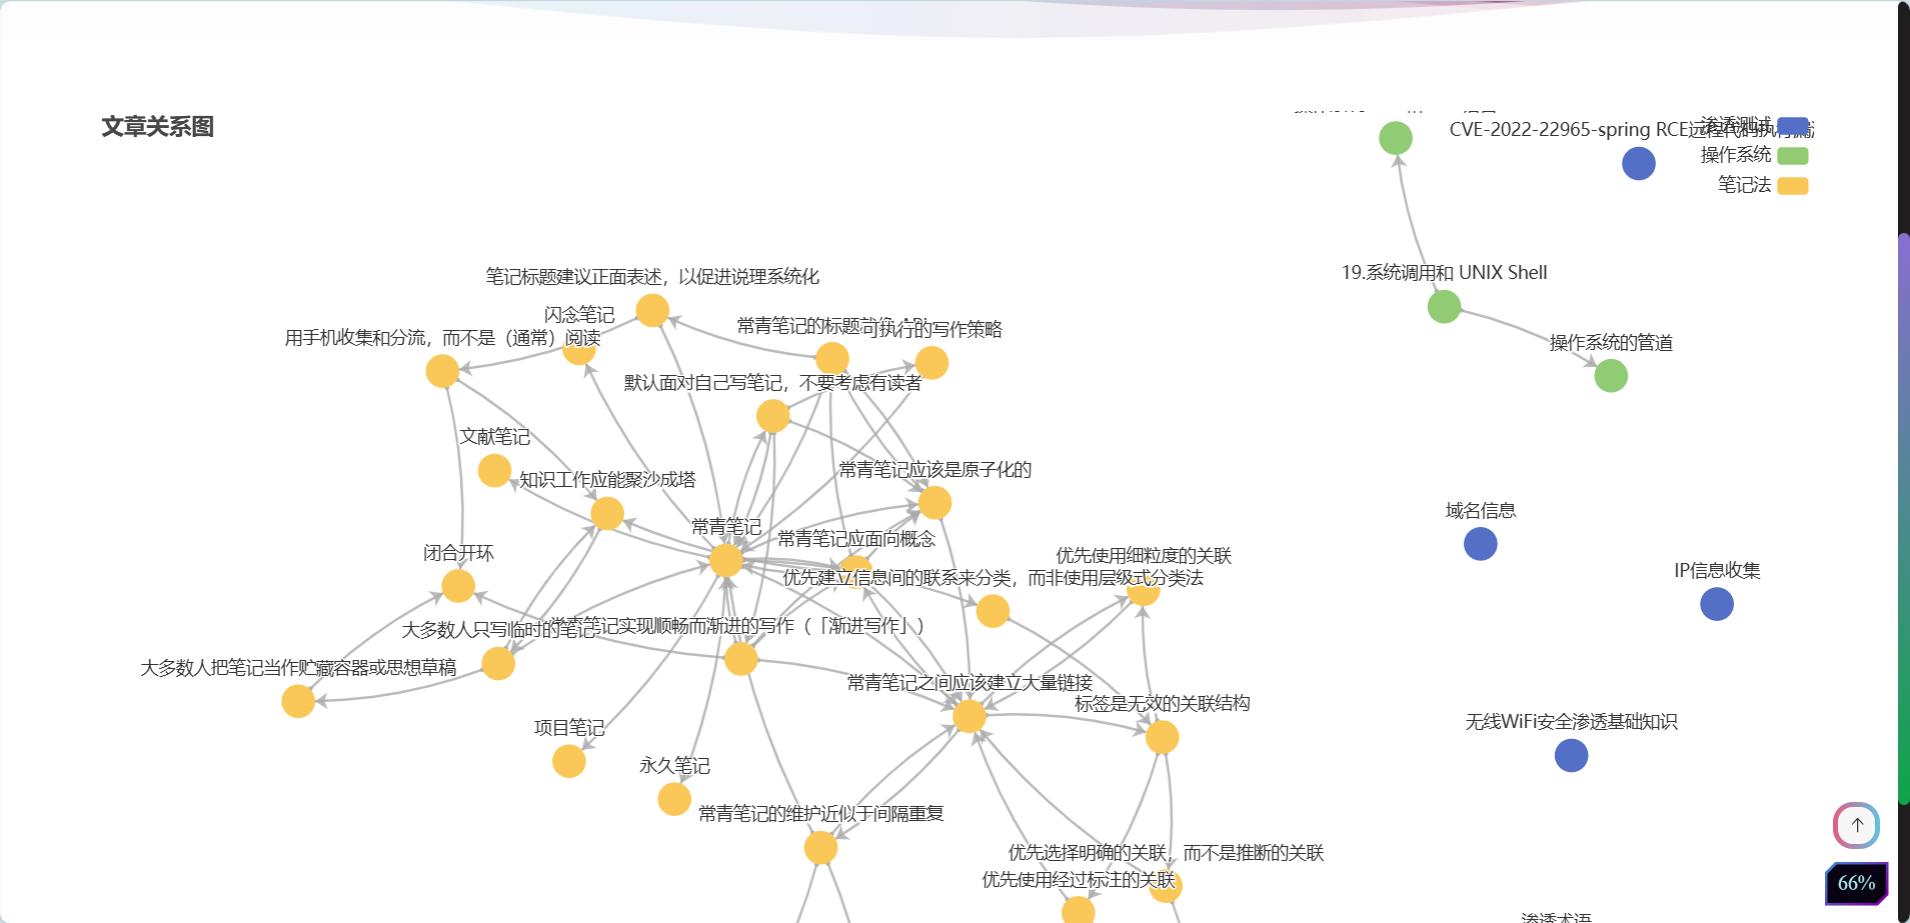 文章关系图
CVE-2022-22965-spring RCE远程代码执行漏
渗透测试
操作系统
笔记法
19.系统调用和 UNIX Shell
笔记标题建议正面表述，以促进说理系统化
闪念笔记
常青笔记的标题
可执行的写作策略
用手机收集和分流，而不是（通常）阅读
操作系统的管道
默认面对自己写笔记，不要考虑有读者
文献笔记
常青笔记应该是原子化的
知识工作应能聚沙成塔
域名信息
常青笔记
常青笔记应面向概念
闭合开环
优先使用细粒度的关联
IP信息收集
优先建立信息间的联系来分类，而非使用层级式分类法
大多数人只写临时的笔记
笔记实现顺畅而渐进的写作（「渐进写作」）
大多数人把笔记当作贮藏容器或思想草稿
常青笔记之间应该建立大量链接
标签是无效的关联结构
无线WiFi安全渗透基础知识
项目笔记
永久笔记
常青笔记的维护近似于间隔重复
优先选择明确的关联，而不是推断的关联
优先使用经过标注的关联
66%
渗透术语